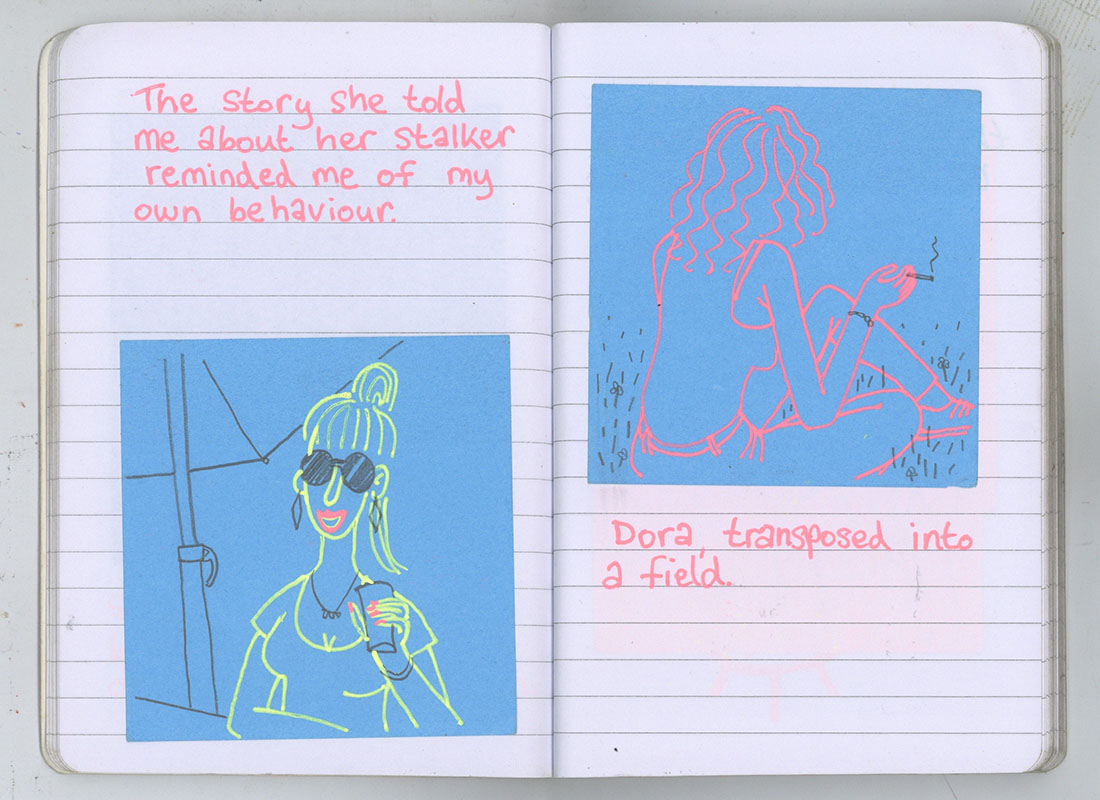 The story she told
me about her stalker
reminded me of my
own behaviour.
Dora, transposed into
a field.